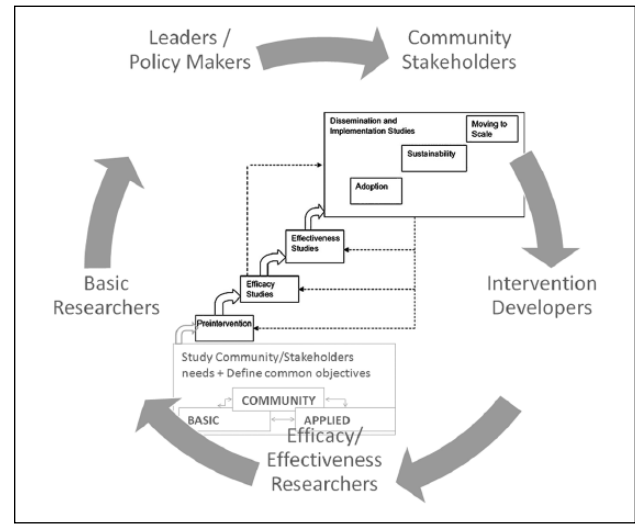 Leaders /
Policy Makers
Community
Stakeholders
Dissemination and
Implementation Studies
Moving to
Scale
Sustainability
Adoption
Effectiveness
Studies
Efficacy
Studies
Preintervention
Basic
Researchers
Intervention
Developers
Study Community/Stakeholders
needs + Define common objectives
COMMUNITY
BASIC
APPLIED
Efficacy/
Effectiveness
Researchers